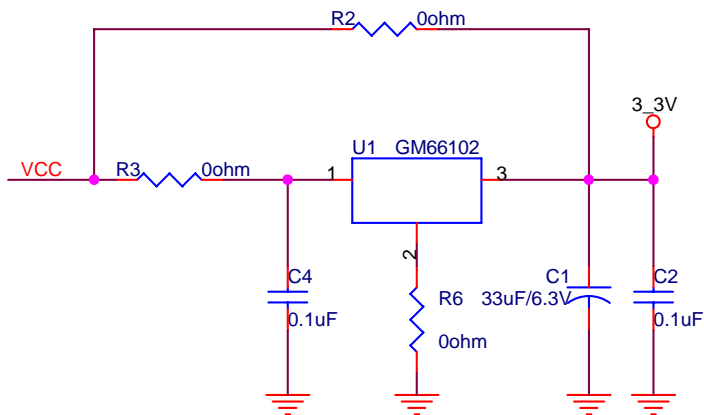 R2 0ohm
3_3V
VCC
R3 0ohm
U1 GM66102
1
3
2
C4
0.1uF
R6
0ohm
C1
33uF/6.3V
C2
0.1uF